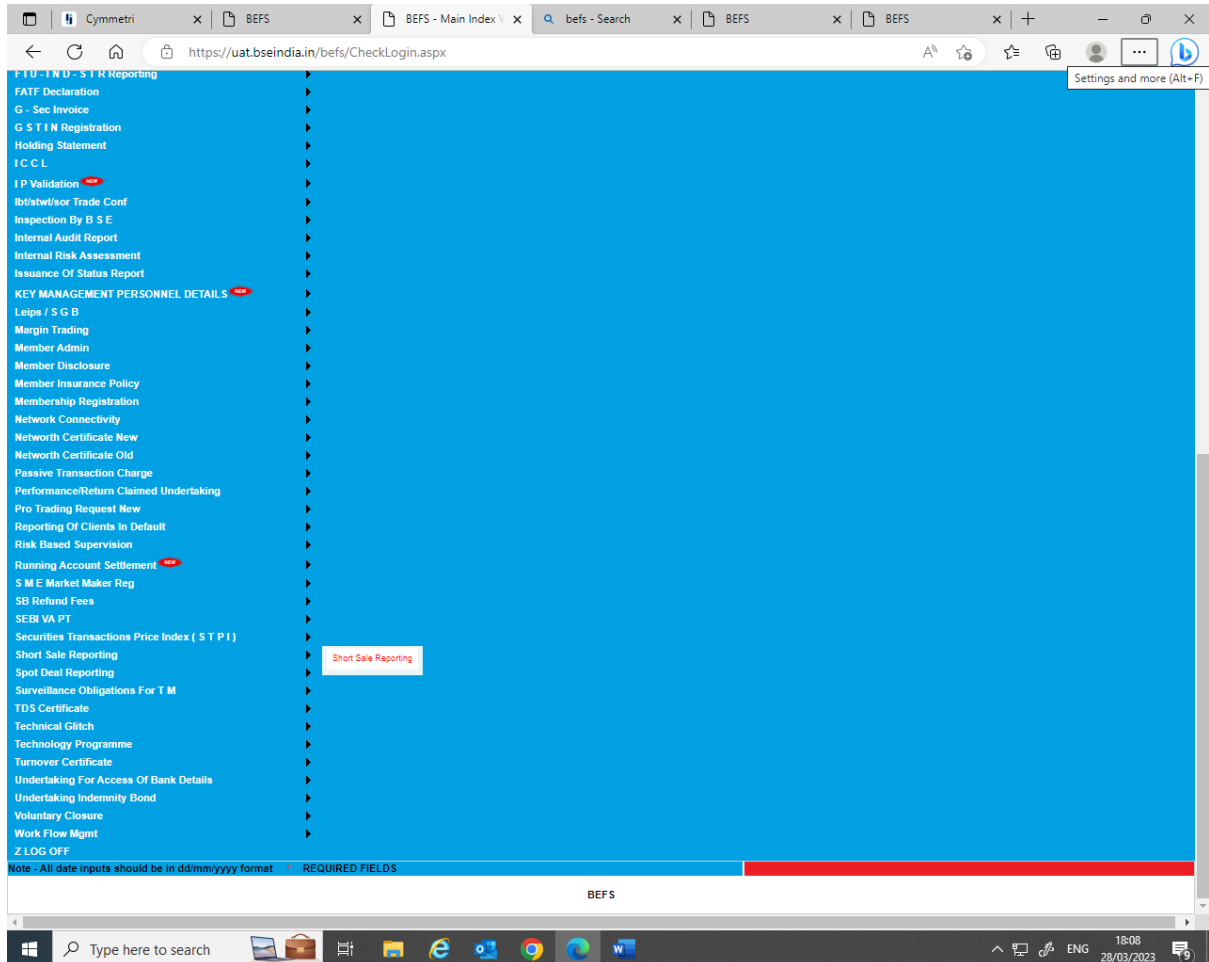 Cymmetri
BEFS
BEFS - Main Index V
befs - Search
BEFS
BEFS
https://uat.bseindia.in/befs/CheckLogin.aspx
Settings and more (Alt+F)
F I U - I N D - S T R Reporting
FATF Declaration
G - Sec Invoice
G S T I N Registration
Holding Statement
I C C L
I P Validation NEW
Ibt/stwt/sor Trade Conf
Inspection By B S E
Internal Audit Report
Internal Risk Assessment
Issuance Of Status Report
KEY MANAGEMENT PERSONNEL DETAILS NEW
Leips / S G B
Margin Trading
Member Admin
Member Disclosure
Member Insurance Policy
Membership Registration
Network Connectivity
Networth Certificate New
Networth Certificate Old
Passive Transaction Charge
Performance/Return Claimed Undertaking
Pro Trading Request New
Reporting Of Clients In Default
Risk Based Supervision
Running Account Settlement NEW
S M E Market Maker Reg
SB Refund Fees
SEBI VA PT
Securities Transactions Price Index ( S T P I )
Short Sale Reporting
Short Sale Reporting
Spot Deal Reporting
Surveillance Obligations For T M
TDS Certificate
Technical Glitch
Technology Programme
Turnover Certificate
Undertaking For Access Of Bank Details
Undertaking Indemnity Bond
Voluntary Closure
Work Flow Mgmt
Z LOG OFF
Note - All date inputs should be in dd/mm/yyyy format * REQUIRED FIELDS
BEFS
Type here to search
ENG
18:08
28/03/2023
9